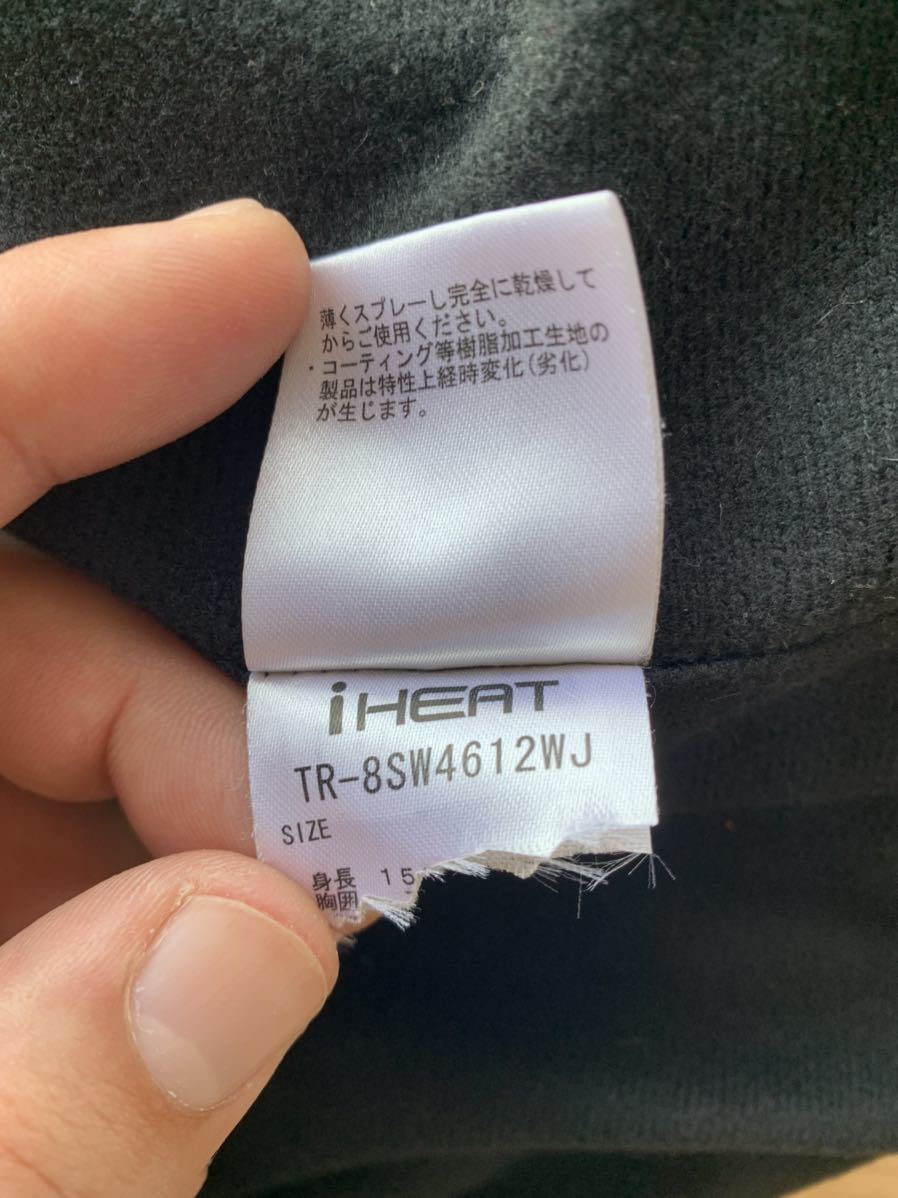 薄くスプレーし完全に乾燥して
からご使用ください。
・コーティング等樹脂加工生地の
製品は特性上経時変化(劣化)
が生じます。
iHEAT
TR-8SW4612WJ
SIZE
身長 15
胸囲